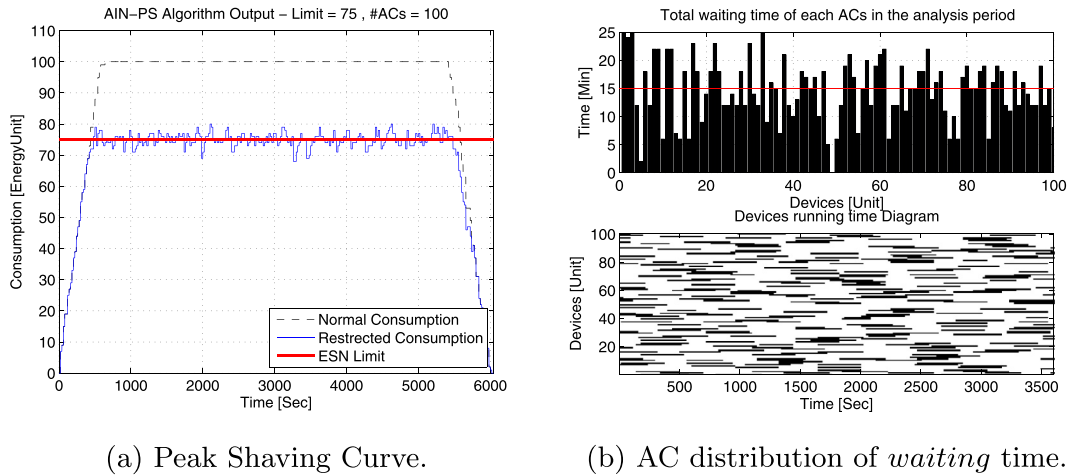 AIN−PS Algorithm Output − Limit = 75 , #ACs = 100
110
100
90
80
70
60
50
40
30
20
10
0
Consumption [EnergyUnit]
0 1000 2000 3000 4000 5000 6000
Time [Sec]
Normal Consumption
Restrected Consumption
ESN Limit
(a) Peak Shaving Curve.
Total waiting time of each ACs in the analysis period
25
20
15
10
5
0
Time [Min]
0 20 40 60 80 100
Devices [Unit]
Devices running time Diagram
100
80
60
40
20
Devices [Unit]
500 1000 1500 2000 2500 3000 3500
Time [Sec]
(b) AC distribution of waiting time.